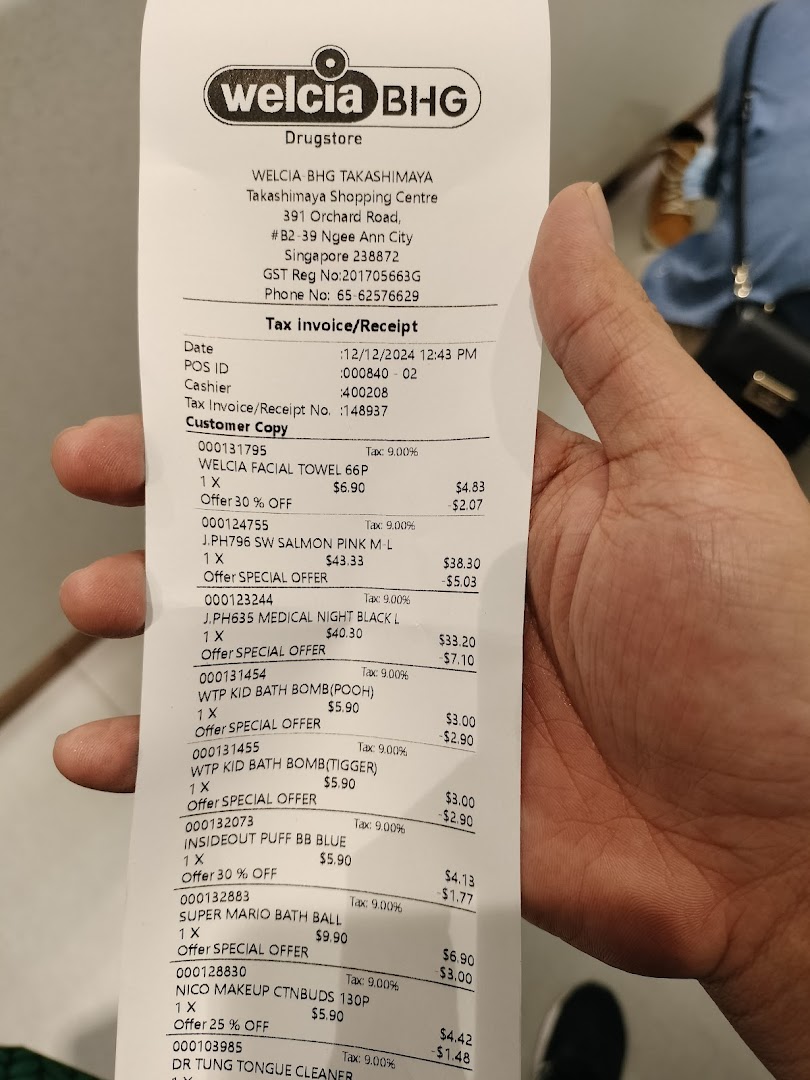 welcia BHG
Drugstore
WELCIA-BHG TAKASHIMAYA
Takashimaya Shopping Centre
391 Orchard Road,
#B2-39 Ngee Ann City
Singapore 238872
GST Reg No:201705663G
Phone No: 65-62576629
Tax invoice/Receipt
Date :12/12/2024 12:43 PM
POS ID :000840 - 02
Cashier :400208
Tax Invoice/Receipt No. :148937
Customer Copy
000131795 Tax: 9.00%
WELCIA FACIAL TOWEL 66P
1 X $6.90 $4.83
Offer 30 % OFF -$2.07
000124755 Tax: 9.00%
J.PH796 SW SALMON PINK M-L
1 X $43.33 $38.30
Offer SPECIAL OFFER -$5.03
000123244 Tax: 9.00%
J.PH635 MEDICAL NIGHT BLACK L
1 X $40.30 $33.20
Offer SPECIAL OFFER -$7.10
000131454 Tax: 9.00%
WTP KID BATH BOMB(POOH)
1 X $5.90 $3.00
Offer SPECIAL OFFER -$2.90
000131455 Tax: 9.00%
WTP KID BATH BOMB(TIGGER)
1 X $5.90 $3.00
Offer SPECIAL OFFER -$2.90
000132073 Tax: 9.00%
INSIDEOUT PUFF BB BLUE
1 X $5.90 $4.13
Offer 30 % OFF -$1.77
000132883 Tax: 9.00%
SUPER MARIO BATH BALL
1 X $9.90 $6.90
Offer SPECIAL OFFER -$3.00
000128830 Tax: 9.00%
NICO MAKEUP CTNBUDS 130P
1 X $5.90 $4.42
Offer 25 % OFF -$1.48
000103985 Tax: 9.00%
DR TUNG TONGUE CLEANER
1 X